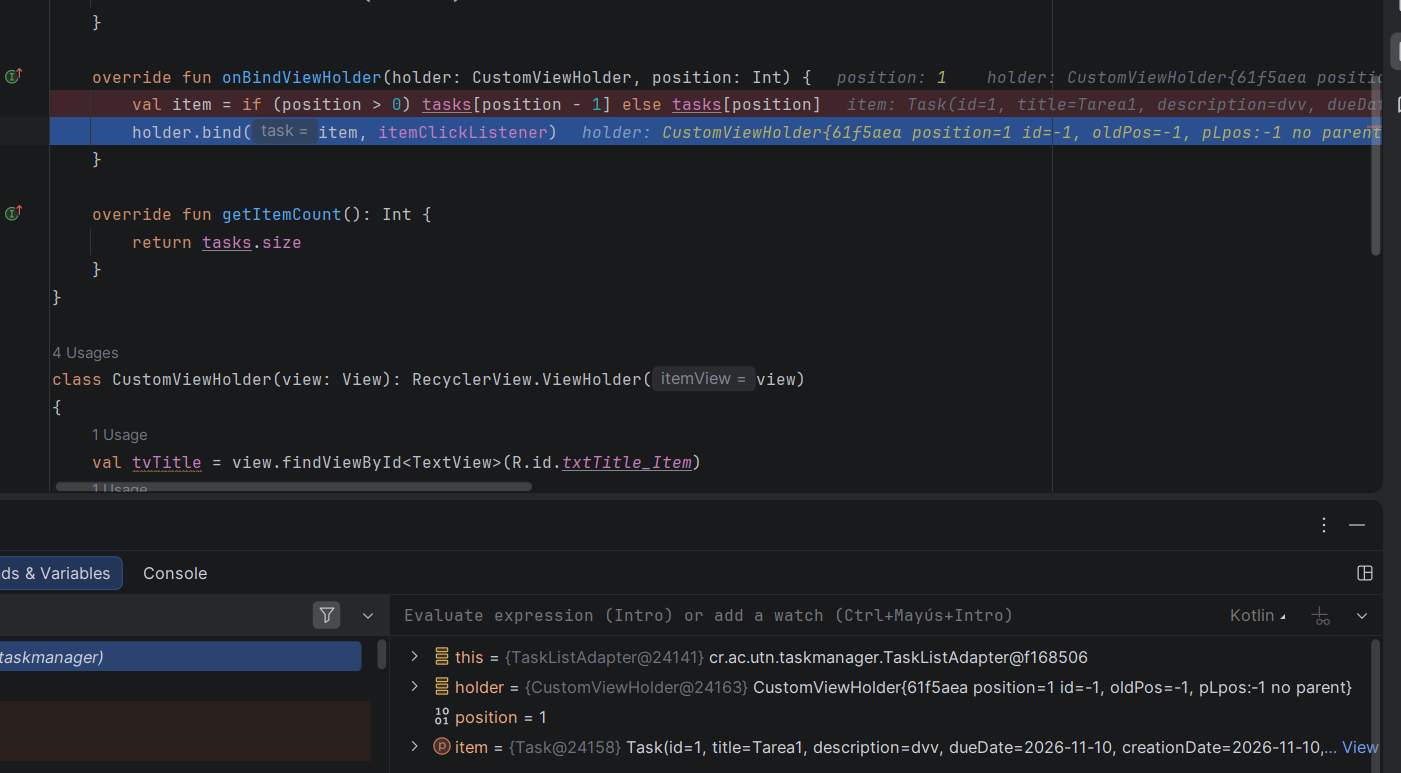 }
override fun onBindViewHolder(holder: CustomViewHolder, position: Int) { position: 1 holder: CustomViewHolder{61f5aea
val item = if (position > 0) tasks[position - 1] else tasks[position] item: Task(id=1, title=Tarea1, description=dvv,
holder.bind( task = item, itemClickListener) holder: CustomViewHolder{61f5aea position=1 id=-1, oldPos=-1, pLpos:-1 no parent
}
override fun getItemCount(): Int {
return tasks.size
}
}
4 Usages
class CustomViewHolder(view: View): RecyclerView.ViewHolder( itemView = view)
{
1 Usage
val tvTitle = view.findViewById<TextView>(R.id.txtTitle_Item)
1 Usage
ds & Variables
Console
Evaluate expression (Intro) or add a watch (Ctrl+Mayús+Intro)
Kotlin
taskmanager)
this = {TaskListAdapter@24141} cr.ac.utn.taskmanager.TaskListAdapter@f168506
holder = {CustomViewHolder@24163} CustomViewHolder{61f5aea position=1 id=-1, oldPos=-1, pLpos:-1 no parent}
10
01 position = 1
item = {Task@24158} Task(id=1, title=Tarea1, description=dvv, dueDate=2026-11-10, creationDate=2026-11-10,... View